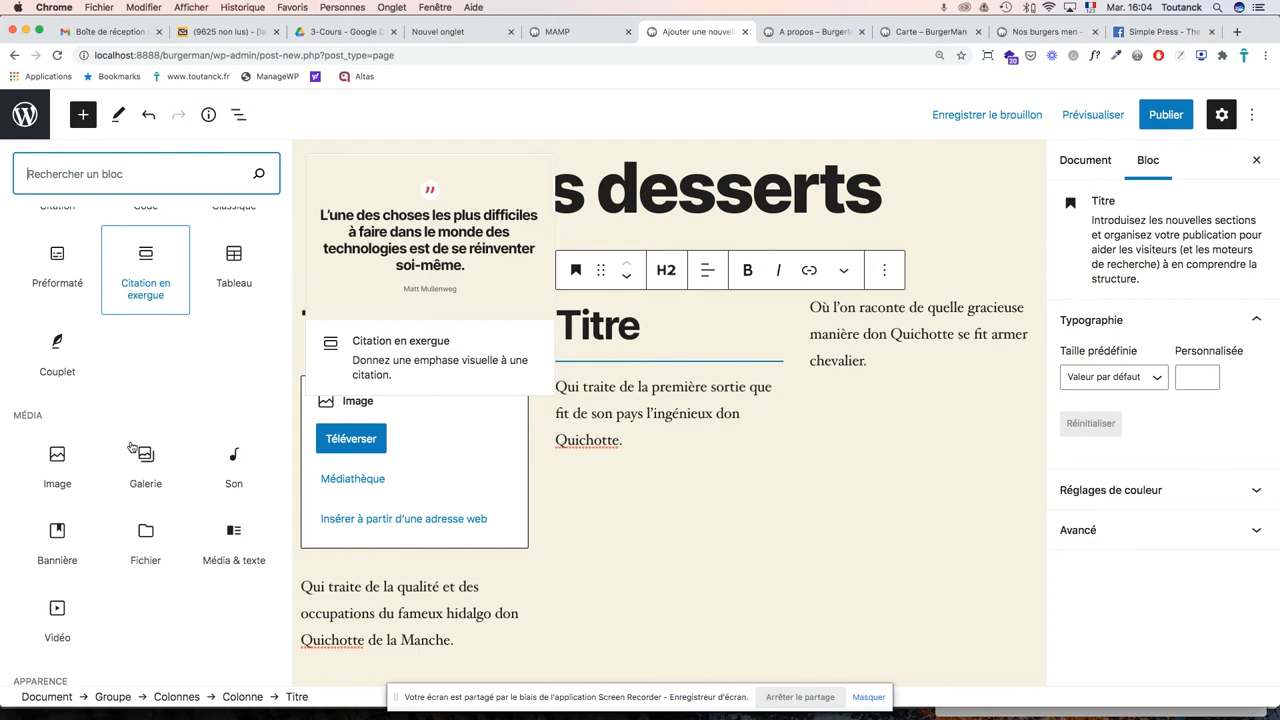 Chrome Fichier Modifier Afficher Historique Favoris Personnes Onglet Fenêtre Aide Mar. 16:04 Toutanck
Boîte de réception (9625 non lus) - [la 3-Cours - Google D Nouvel onglet MAMP Ajouter une nouvell A propos – BurgerM Carte – BurgerMan Nos burgers men – Simple Press - The
localhost:8888/burgerman/wp-admin/post-new.php?post_type=page
Applications Bookmarks www.toutanck.fr ManageWP Altas
Enregistrer le brouillon Prévisualiser Publier
Rechercher un bloc
Citation Code Classique
Préformaté Citation en exergue Tableau
Couplet
MÉDIA
Image Galerie Son
Bannière Fichier Média & texte
Vidéo
APPARENCE
L'une des choses les plus difficiles
à faire dans le monde des
technologies est de se réinventer
soi-même.
Matt Mullenweg
Citation en exergue
Donnez une emphase visuelle à une
citation.
s desserts
H2 B I
Titre
Image
Téléverser
Médiathèque
Insérer à partir d'une adresse web
Qui traite de la qualité et des
occupations du fameux hidalgo don
Quichotte de la Manche.
Qui traite de la première sortie que
fit de son pays l'ingénieux don
Quichotte.
Où l'on raconte de quelle gracieuse
manière don Quichotte se fit armer
chevalier.
Document Bloc
Titre
Introduisez les nouvelles sections
et organisez votre publication pour
aider les visiteurs (et les moteurs
de recherche) à en comprendre la
structure.
Typographie
Taille prédéfinie Personnalisée
Valeur par défaut
Réinitialiser
Réglages de couleur
Avancé
Document → Groupe → Colonnes → Colonne → Titre
Votre écran est partagé par le biais de l'application Screen Recorder - Enregistreur d'écran. Arrêter le partage Masquer